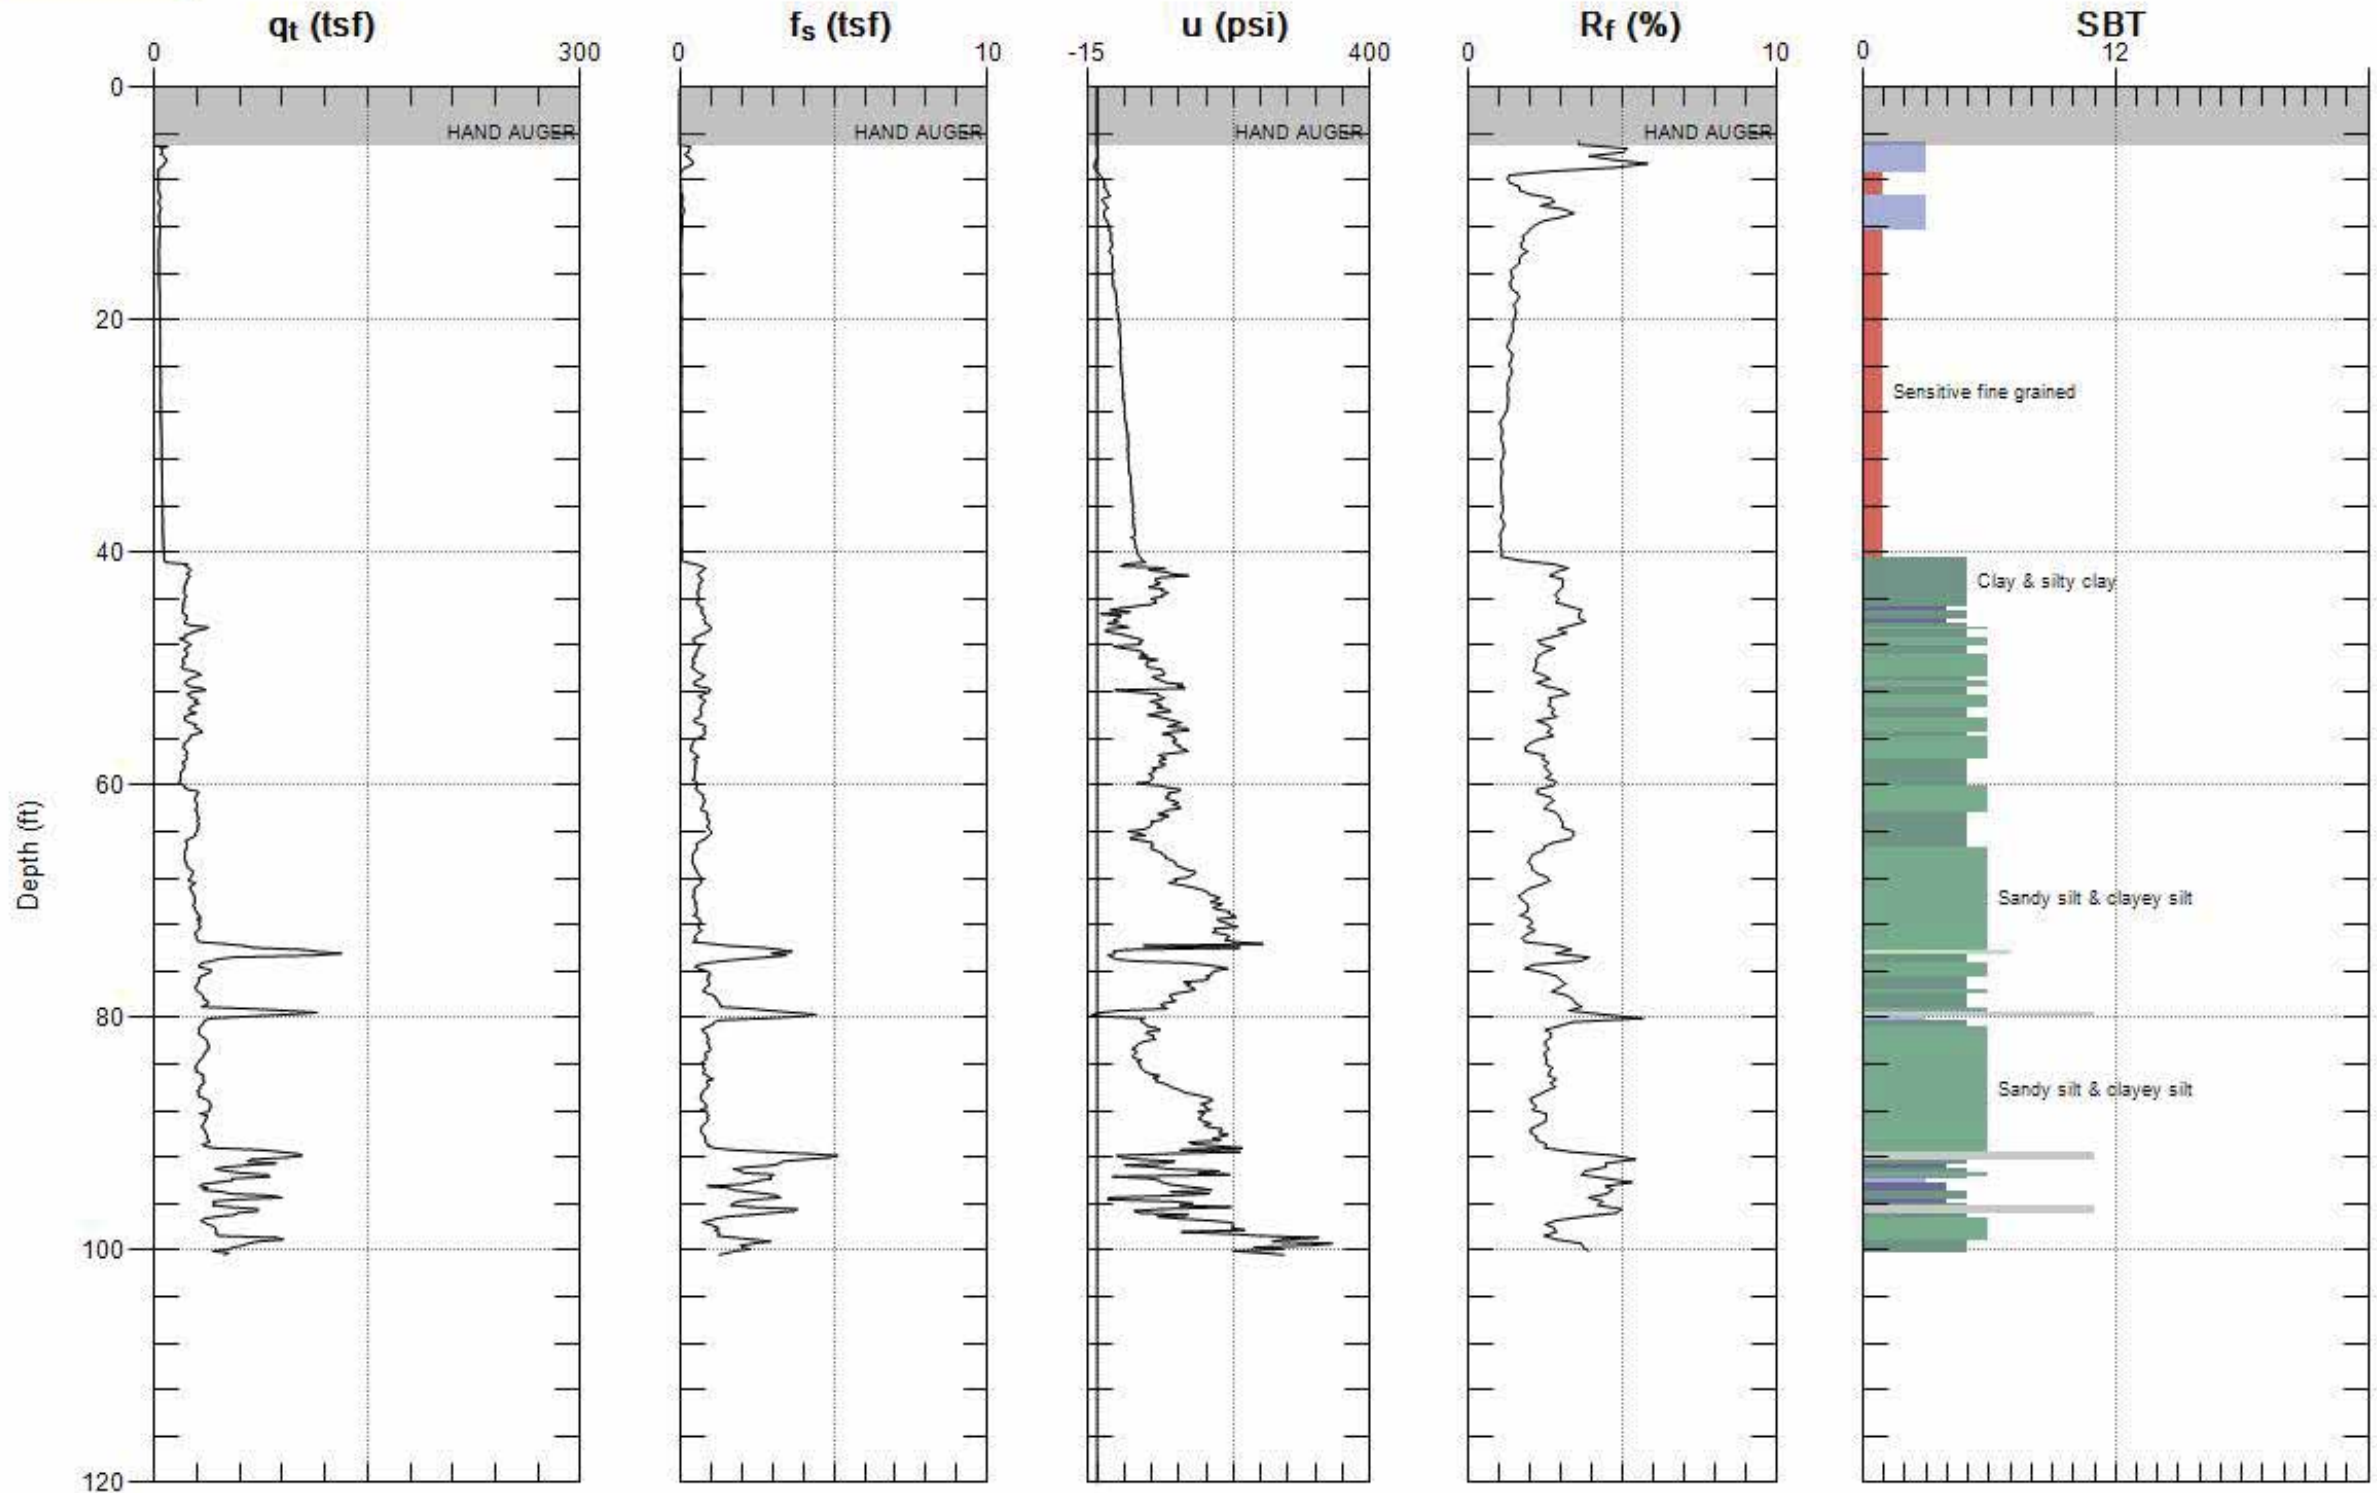 qt (tsf) fs (tsf) u (psi) Rf (%) SBT
0 300 0 10 -15 400 0 10 0 12
0
HAND AUGER HAND AUGER HAND AUGER HAND AUGER
20
Sensitive fine grained
40
Clay & silty clay
60
Depth (ft)
Sandy silt & clayey silt
80
Sandy silt & clayey silt
100
120